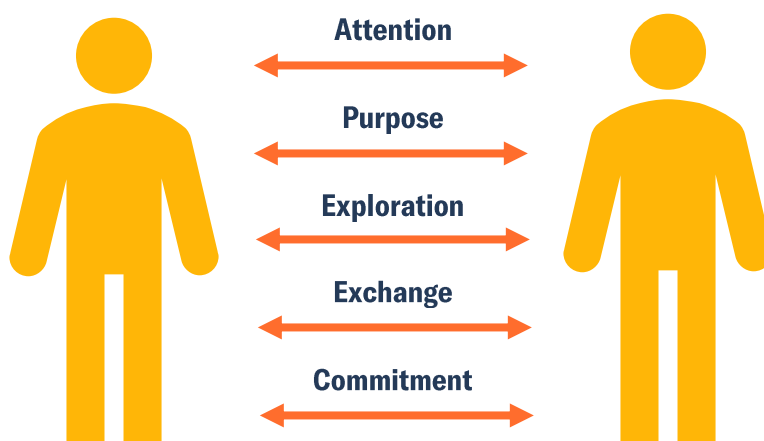 Attention
Purpose
Exploration
Exchange
Commitment